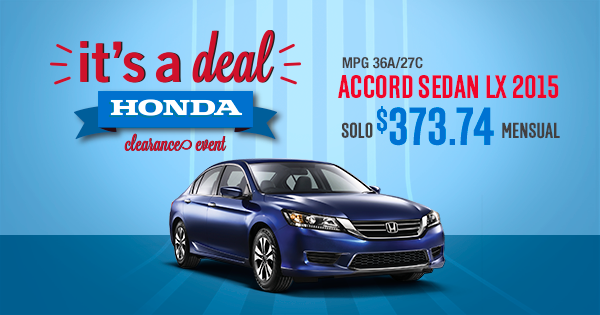 it's a deal
HONDA
clearance event
MPG 36A/27C
ACCORD SEDAN LX 2015
SOLO $373.74 MENSUAL